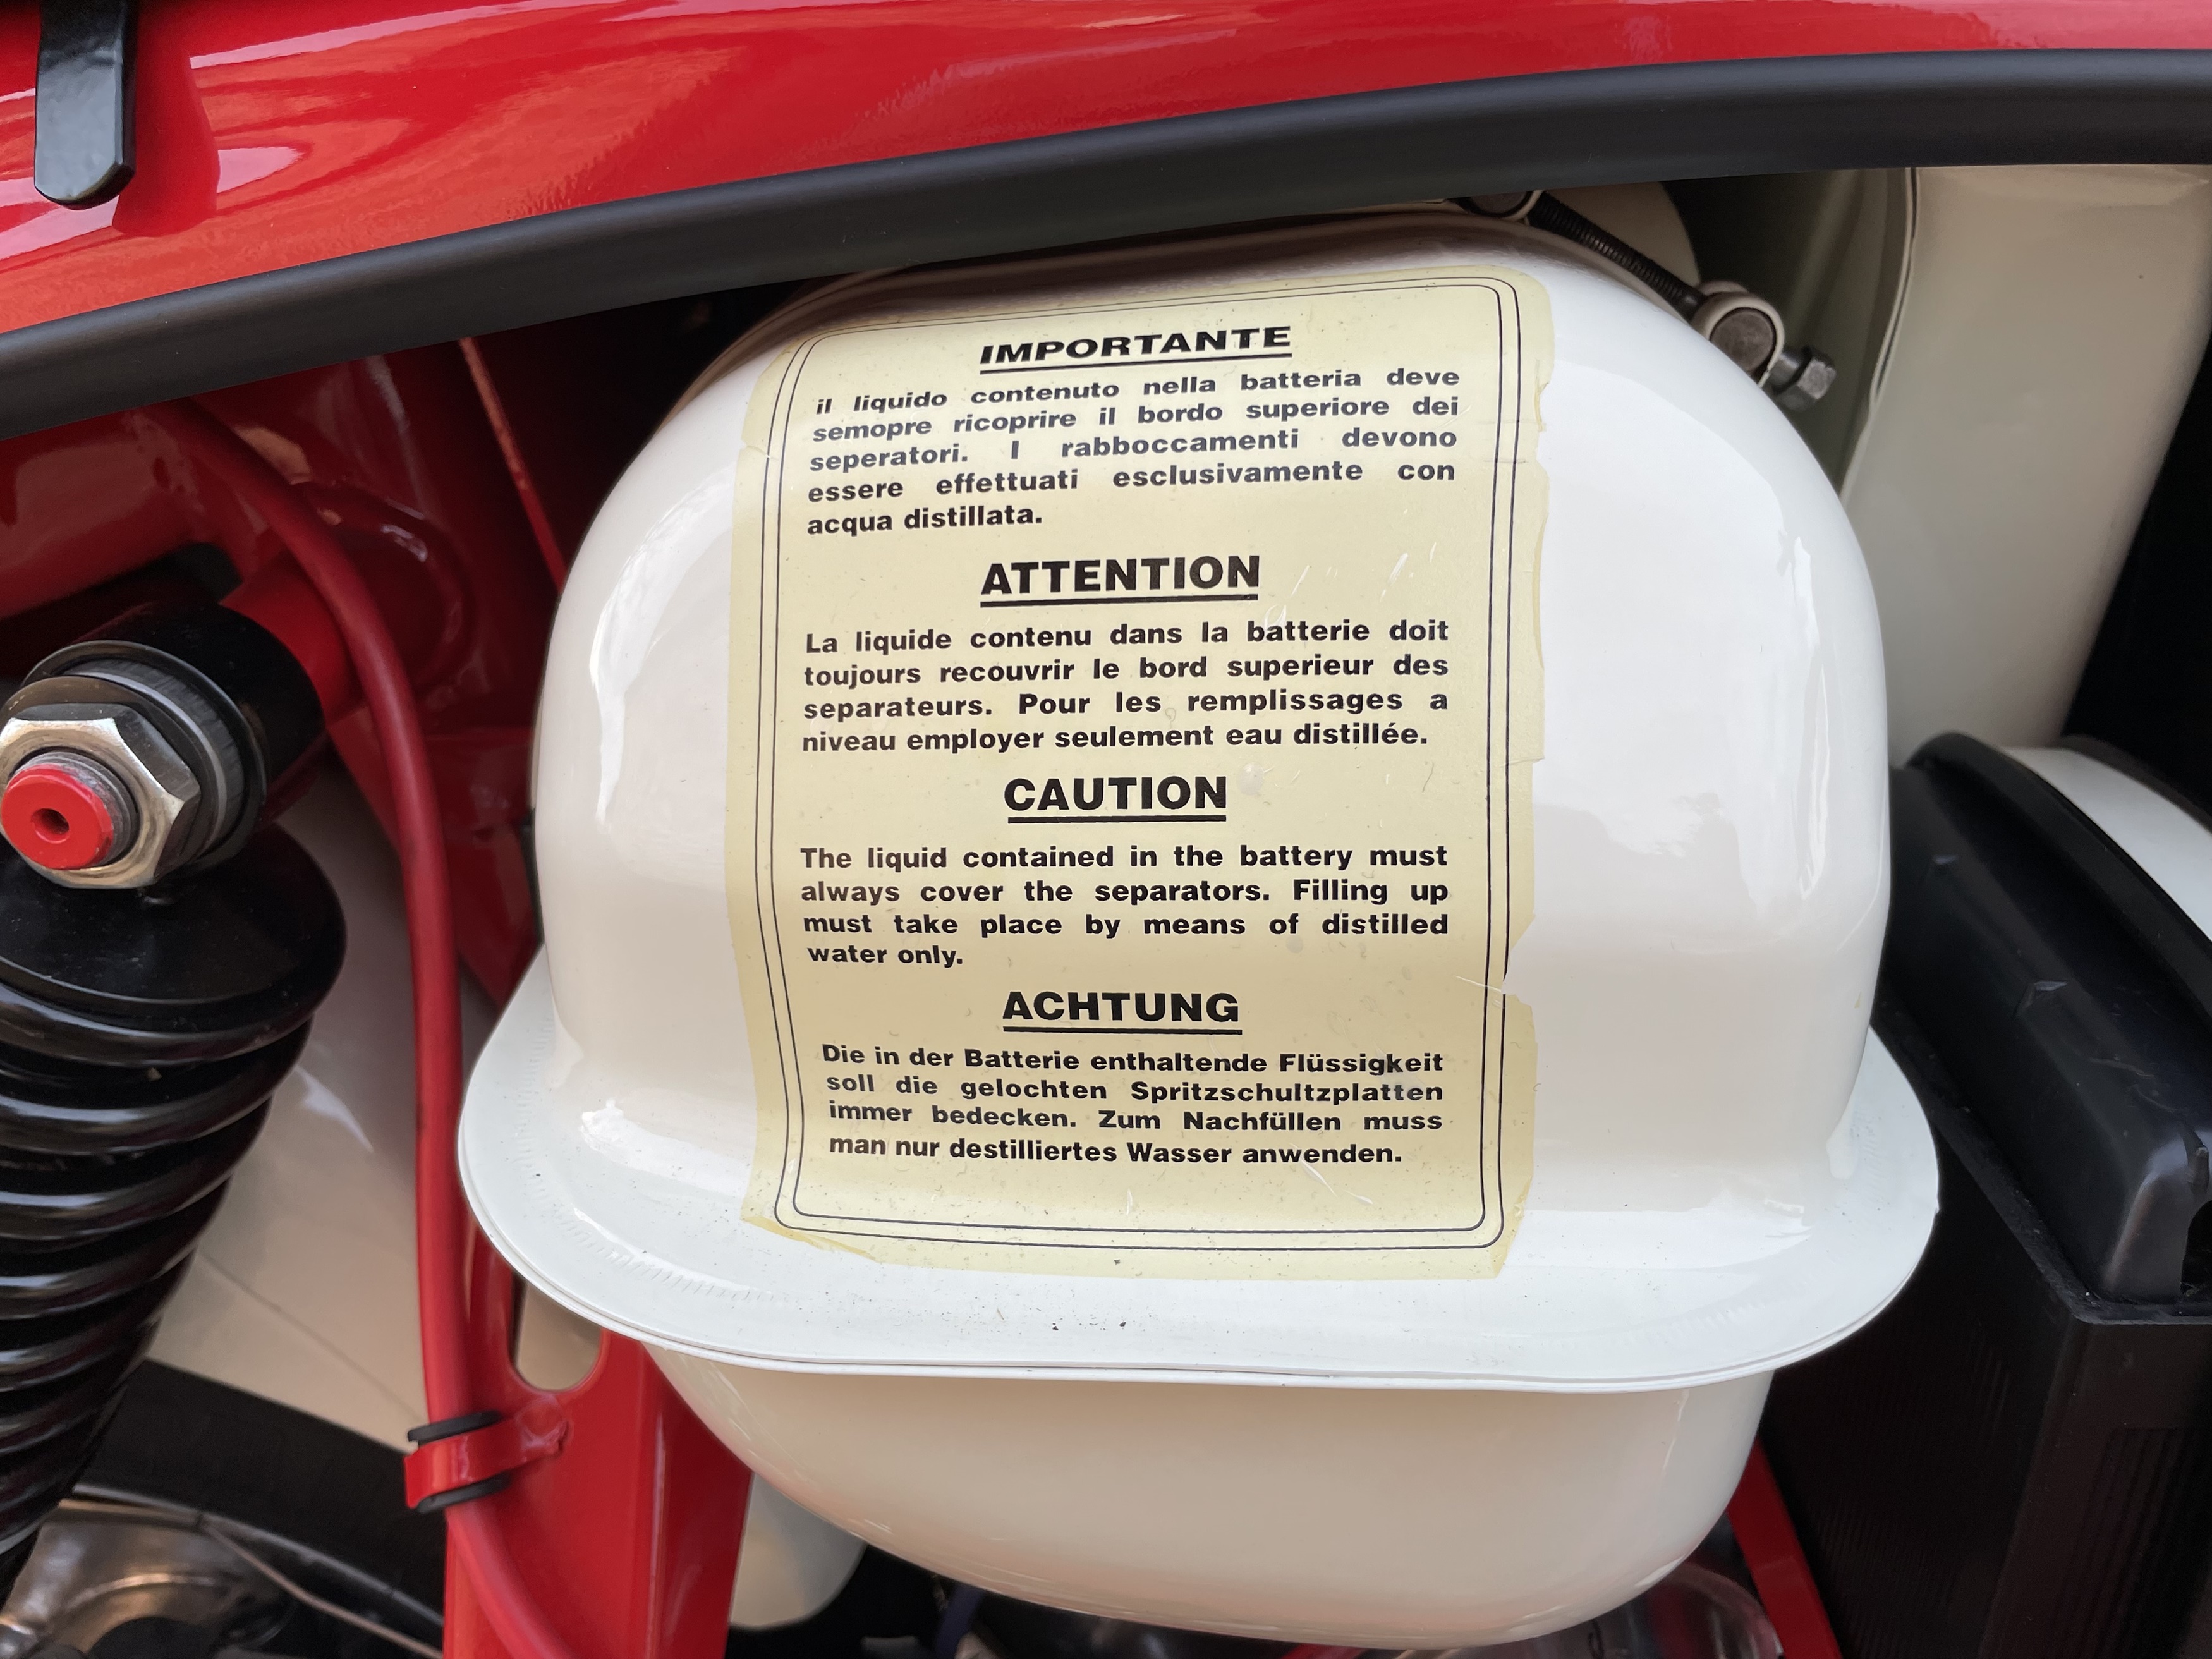 IMPORTANTE
il liquido contenuto nella batteria deve
semopre ricoprire il bordo superiore dei
seperatori. I rabboccamenti devono
essere effettuati esclusivamente con
acqua distillata.
ATTENTION
La liquide contenu dans la batterie doit
toujours recouvrir le bord superieur des
separateurs. Pour les remplissages a
niveau employer seulement eau distillée.
CAUTION
The liquid contained in the battery must
always cover the separators. Filling up
must take place by means of distilled
water only.
ACHTUNG
Die in der Batterie enthaltende Flüssigkeit
soll die gelochten Spritzschultzplatten
immer bedecken. Zum Nachfüllen muss
man nur destilliertes Wasser anwenden.